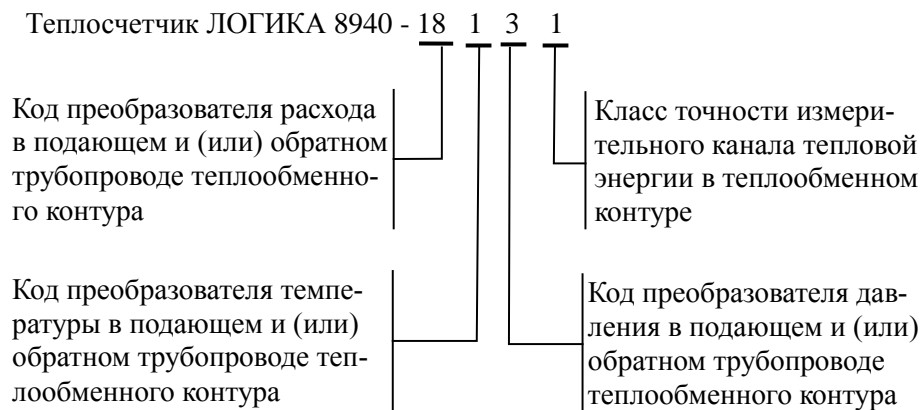 Теплосчетчик ЛОГИКА 8940 - 18 1 3 1
Код преобразователя расхода
в подающем и (или) обратном
трубопроводе теплообменно-
го контура
Класс точности измери-
тельного канала тепловой
энергии в теплообменном
контуре
Код преобразователя темпе-
ратуры в подающем и (или)
обратном трубопроводе теп-
лообменного контура
Код преобразователя дав-
ления в подающем и (или)
обратном трубопроводе
теплообменного контура